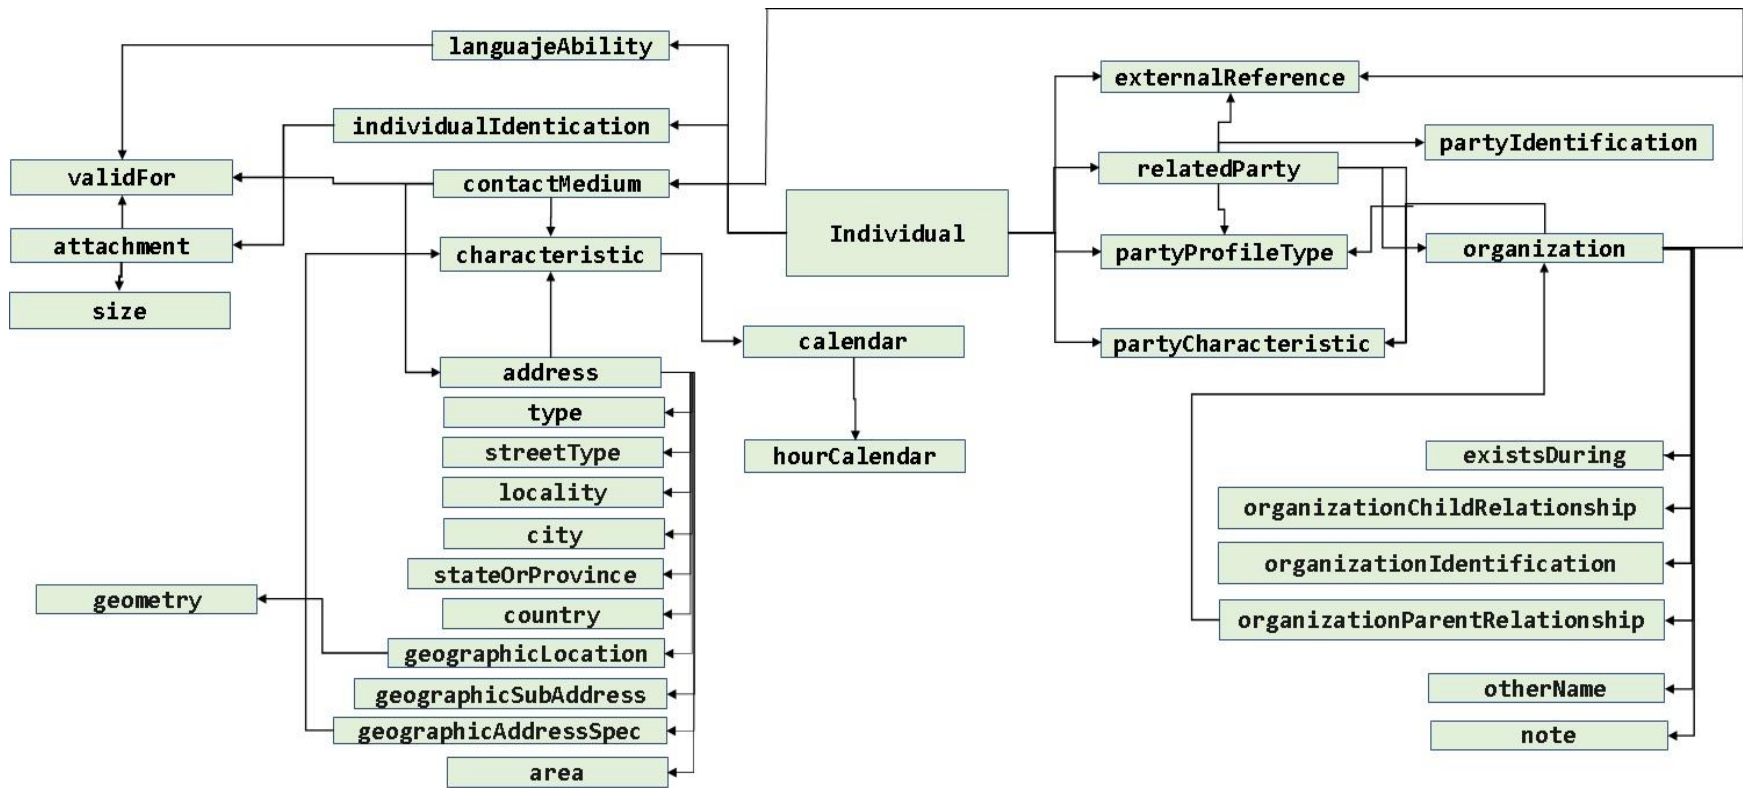 languajeAbility
externalReference
individualIdentication
partyIdentification
validFor
contactMedium
relatedParty
Individual
attachment
characteristic
partyProfileType
organization
size
calendar
partyCharacteristic
address
type
streetType
hourCalendar
existsDuring
locality
organizationChildRelationship
city
organizationIdentification
stateOrProvince
geometry
country
organizationParentRelationship
geographicLocation
geographicSubAddress
otherName
geographicAddressSpec
note
area